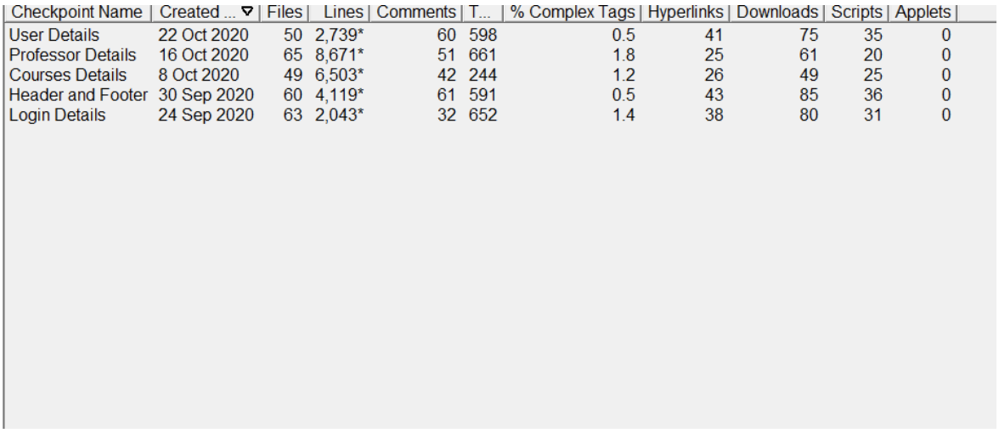 Checkpoint Name Created ... Files Lines Comments T... % Complex Tags Hyperlinks Downloads Scripts Applets
User Details 22 Oct 2020 50 2,739* 60 598 0.5 41 75 35 0
Professor Details 16 Oct 2020 65 8,671* 51 661 1.8 25 61 20 0
Courses Details 8 Oct 2020 49 6,503* 42 244 1.2 26 49 25 0
Header and Footer 30 Sep 2020 60 4,119* 61 591 0.5 43 85 36 0
Login Details 24 Sep 2020 63 2,043* 32 652 1.4 38 80 31 0